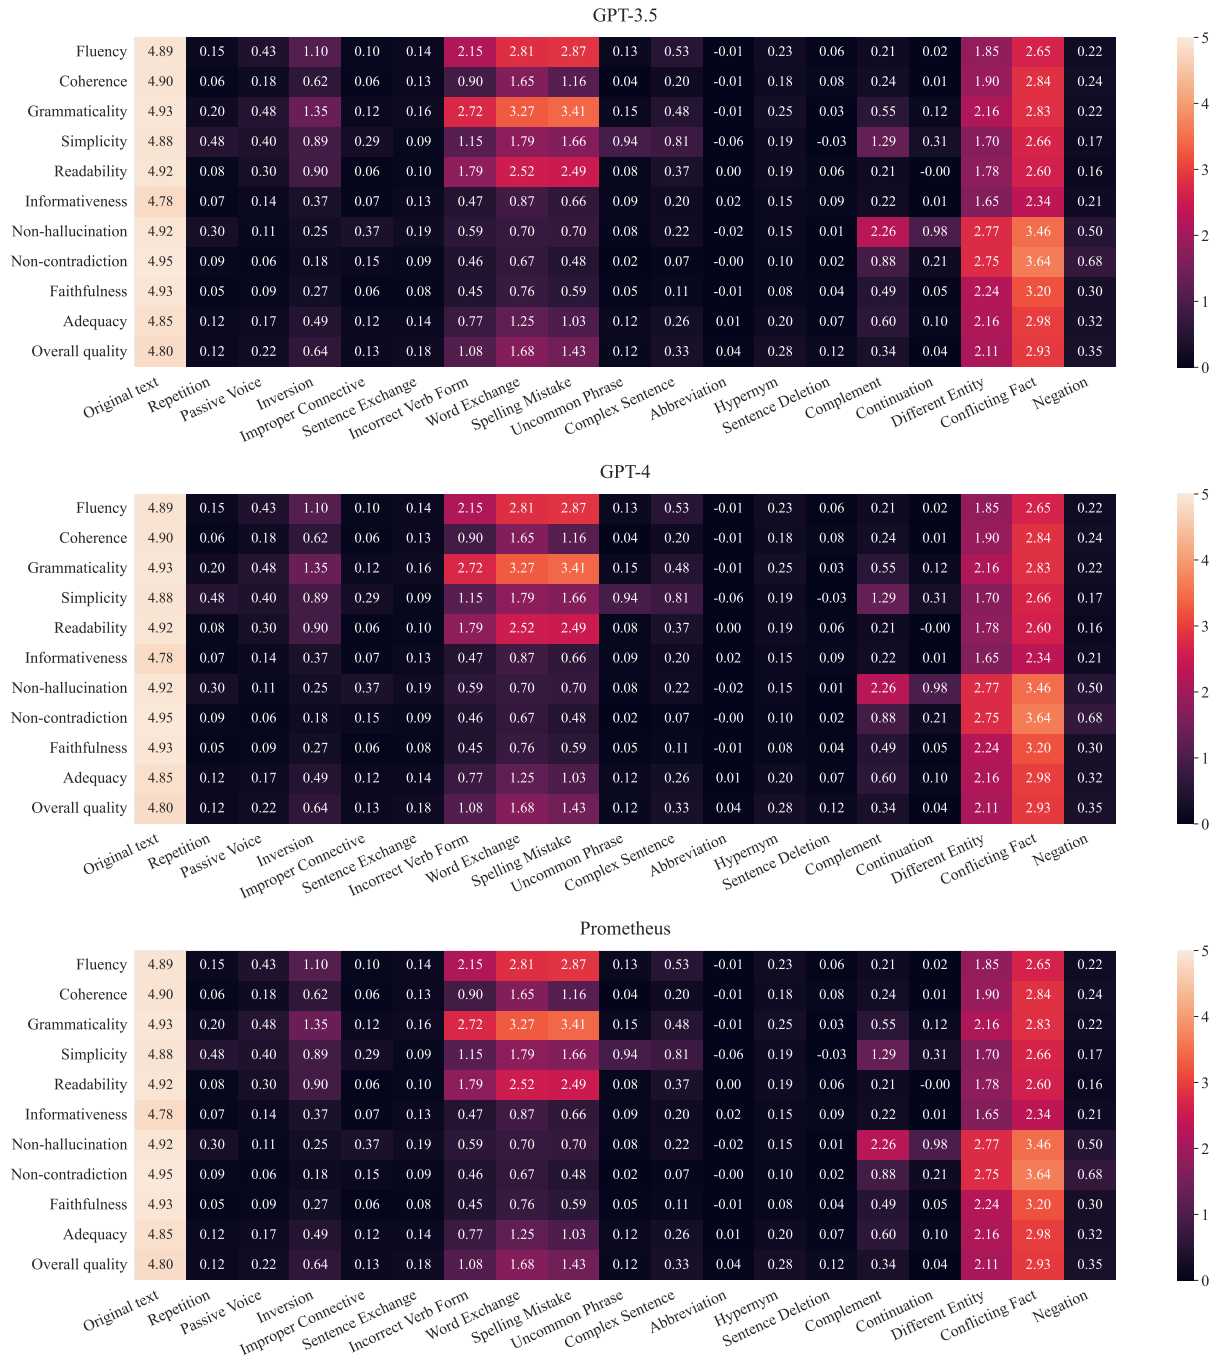 GPT-3.5
Fluency 4.89 0.15 0.43 1.10 0.10 0.14 2.15 2.81 2.87 0.13 0.53 -0.01 0.23 0.06 0.21 0.02 1.85 2.65 0.22
Coherence 4.90 0.06 0.18 0.62 0.06 0.13 0.90 1.65 1.16 0.04 0.20 -0.01 0.18 0.08 0.24 0.01 1.90 2.84 0.24
Grammaticality 4.93 0.20 0.48 1.35 0.12 0.16 2.72 3.27 3.41 0.15 0.48 -0.01 0.25 0.03 0.55 0.12 2.16 2.83 0.22
Simplicity 4.88 0.48 0.40 0.89 0.29 0.09 1.15 1.79 1.66 0.94 0.81 -0.06 0.19 -0.03 1.29 0.31 1.70 2.66 0.17
Readability 4.92 0.08 0.30 0.90 0.06 0.10 1.79 2.52 2.49 0.08 0.37 0.00 0.19 0.06 0.21 -0.00 1.78 2.60 0.16
Informativeness 4.78 0.07 0.14 0.37 0.07 0.13 0.47 0.87 0.66 0.09 0.20 0.02 0.15 0.09 0.22 0.01 1.65 2.34 0.21
Non-hallucination 4.92 0.30 0.11 0.25 0.37 0.19 0.59 0.70 0.70 0.08 0.22 -0.02 0.15 0.01 2.26 0.98 2.77 3.46 0.50
Non-contradiction 4.95 0.09 0.06 0.18 0.15 0.09 0.46 0.67 0.48 0.02 0.07 -0.00 0.10 0.02 0.88 0.21 2.75 3.64 0.68
Faithfulness 4.93 0.05 0.09 0.27 0.06 0.08 0.45 0.76 0.59 0.05 0.11 -0.01 0.08 0.04 0.49 0.05 2.24 3.20 0.30
Adequacy 4.85 0.12 0.17 0.49 0.12 0.14 0.77 1.25 1.03 0.12 0.26 0.01 0.20 0.07 0.60 0.10 2.16 2.98 0.32
Overall quality 4.80 0.12 0.22 0.64 0.13 0.18 1.08 1.68 1.43 0.12 0.33 0.04 0.28 0.12 0.34 0.04 2.11 2.93 0.35
Original text Repetition Passive Voice Inversion Improper Connective Sentence Exchange Incorrect Verb Form Word Exchange Spelling Mistake Uncommon Phrase Complex Sentence Abbreviation Hypernym Sentence Deletion Complement Continuation Different Entity Conflicting Fact Negation
5
4
3
2
1
0
GPT-4
Fluency 4.89 0.15 0.43 1.10 0.10 0.14 2.15 2.81 2.87 0.13 0.53 -0.01 0.23 0.06 0.21 0.02 1.85 2.65 0.22
Coherence 4.90 0.06 0.18 0.62 0.06 0.13 0.90 1.65 1.16 0.04 0.20 -0.01 0.18 0.08 0.24 0.01 1.90 2.84 0.24
Grammaticality 4.93 0.20 0.48 1.35 0.12 0.16 2.72 3.27 3.41 0.15 0.48 -0.01 0.25 0.03 0.55 0.12 2.16 2.83 0.22
Simplicity 4.88 0.48 0.40 0.89 0.29 0.09 1.15 1.79 1.66 0.94 0.81 -0.06 0.19 -0.03 1.29 0.31 1.70 2.66 0.17
Readability 4.92 0.08 0.30 0.90 0.06 0.10 1.79 2.52 2.49 0.08 0.37 0.00 0.19 0.06 0.21 -0.00 1.78 2.60 0.16
Informativeness 4.78 0.07 0.14 0.37 0.07 0.13 0.47 0.87 0.66 0.09 0.20 0.02 0.15 0.09 0.22 0.01 1.65 2.34 0.21
Non-hallucination 4.92 0.30 0.11 0.25 0.37 0.19 0.59 0.70 0.70 0.08 0.22 -0.02 0.15 0.01 2.26 0.98 2.77 3.46 0.50
Non-contradiction 4.95 0.09 0.06 0.18 0.15 0.09 0.46 0.67 0.48 0.02 0.07 -0.00 0.10 0.02 0.88 0.21 2.75 3.64 0.68
Faithfulness 4.93 0.05 0.09 0.27 0.06 0.08 0.45 0.76 0.59 0.05 0.11 -0.01 0.08 0.04 0.49 0.05 2.24 3.20 0.30
Adequacy 4.85 0.12 0.17 0.49 0.12 0.14 0.77 1.25 1.03 0.12 0.26 0.01 0.20 0.07 0.60 0.10 2.16 2.98 0.32
Overall quality 4.80 0.12 0.22 0.64 0.13 0.18 1.08 1.68 1.43 0.12 0.33 0.04 0.28 0.12 0.34 0.04 2.11 2.93 0.35
Original text Repetition Passive Voice Inversion Improper Connective Sentence Exchange Incorrect Verb Form Word Exchange Spelling Mistake Uncommon Phrase Complex Sentence Abbreviation Hypernym Sentence Deletion Complement Continuation Different Entity Conflicting Fact Negation
5
4
3
2
1
0
Prometheus
Fluency 4.89 0.15 0.43 1.10 0.10 0.14 2.15 2.81 2.87 0.13 0.53 -0.01 0.23 0.06 0.21 0.02 1.85 2.65 0.22
Coherence 4.90 0.06 0.18 0.62 0.06 0.13 0.90 1.65 1.16 0.04 0.20 -0.01 0.18 0.08 0.24 0.01 1.90 2.84 0.24
Grammaticality 4.93 0.20 0.48 1.35 0.12 0.16 2.72 3.27 3.41 0.15 0.48 -0.01 0.25 0.03 0.55 0.12 2.16 2.83 0.22
Simplicity 4.88 0.48 0.40 0.89 0.29 0.09 1.15 1.79 1.66 0.94 0.81 -0.06 0.19 -0.03 1.29 0.31 1.70 2.66 0.17
Readability 4.92 0.08 0.30 0.90 0.06 0.10 1.79 2.52 2.49 0.08 0.37 0.00 0.19 0.06 0.21 -0.00 1.78 2.60 0.16
Informativeness 4.78 0.07 0.14 0.37 0.07 0.13 0.47 0.87 0.66 0.09 0.20 0.02 0.15 0.09 0.22 0.01 1.65 2.34 0.21
Non-hallucination 4.92 0.30 0.11 0.25 0.37 0.19 0.59 0.70 0.70 0.08 0.22 -0.02 0.15 0.01 2.26 0.98 2.77 3.46 0.50
Non-contradiction 4.95 0.09 0.06 0.18 0.15 0.09 0.46 0.67 0.48 0.02 0.07 -0.00 0.10 0.02 0.88 0.21 2.75 3.64 0.68
Faithfulness 4.93 0.05 0.09 0.27 0.06 0.08 0.45 0.76 0.59 0.05 0.11 -0.01 0.08 0.04 0.49 0.05 2.24 3.20 0.30
Adequacy 4.85 0.12 0.17 0.49 0.12 0.14 0.77 1.25 1.03 0.12 0.26 0.01 0.20 0.07 0.60 0.10 2.16 2.98 0.32
Overall quality 4.80 0.12 0.22 0.64 0.13 0.18 1.08 1.68 1.43 0.12 0.33 0.04 0.28 0.12 0.34 0.04 2.11 2.93 0.35
Original text Repetition Passive Voice Inversion Improper Connective Sentence Exchange Incorrect Verb Form Word Exchange Spelling Mistake Uncommon Phrase Complex Sentence Abbreviation Hypernym Sentence Deletion Complement Continuation Different Entity Conflicting Fact Negation
5
4
3
2
1
0